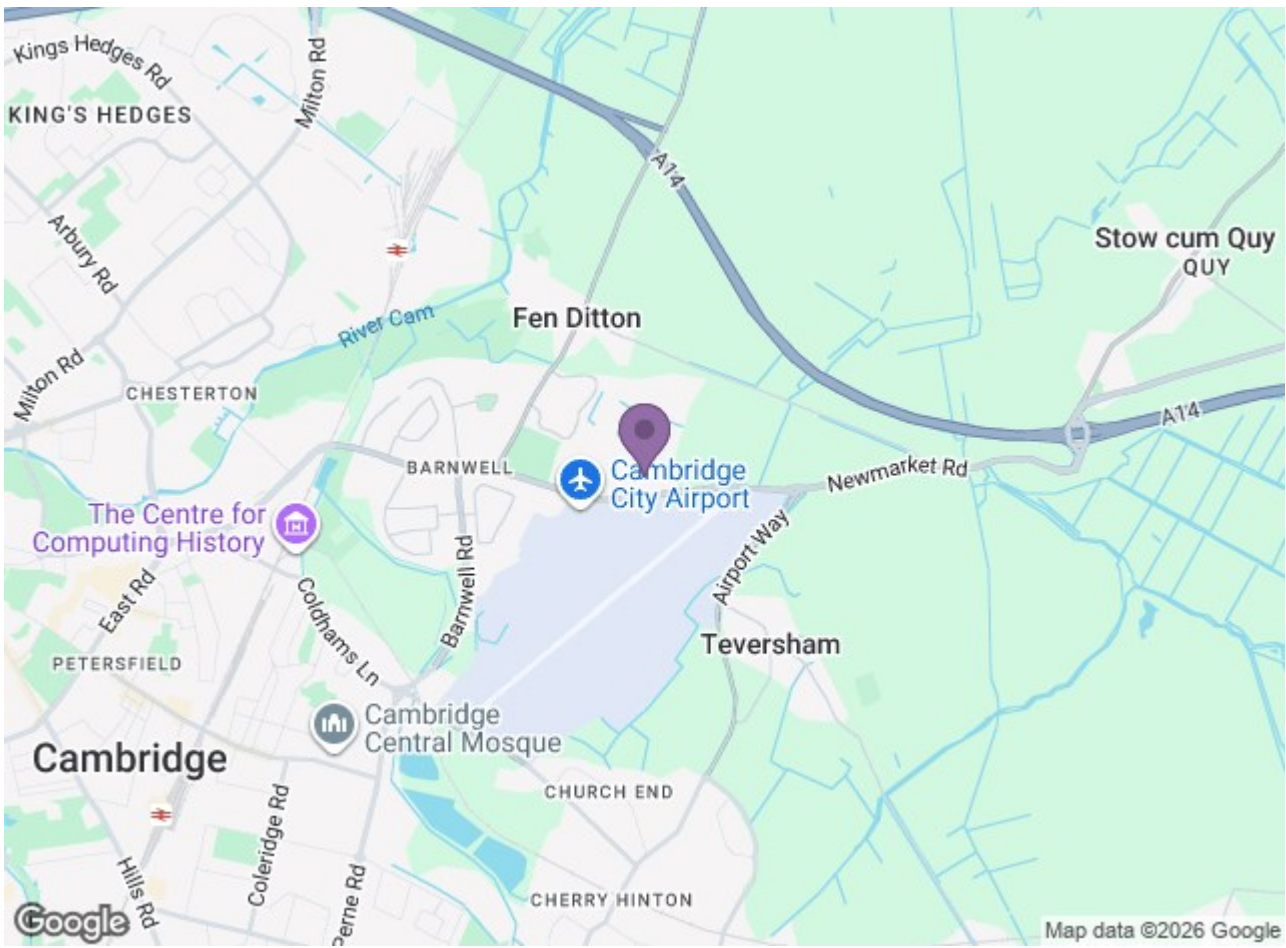 Kings Hedges Rd
Milton Rd
KING'S HEDGES
A14
Arbury Rd
Stow cum Quy
QUY
River Cam
Fen Ditton
Milton Rd
CHESTERTON
A14
BARNWELL
Cambridge
City Airport
Newmarket Rd
The Centre for
Computing History
Airport Way
Barnwell Rd
East Rd
Coldhams Ln
Teversham
PETERSFIELD
Cambridge
Central Mosque
Cambridge
CHURCH END
Coleridge Rd
Hills Rd
Perne Rd
CHERRY HINTON
Google
Map data ©2026 Google